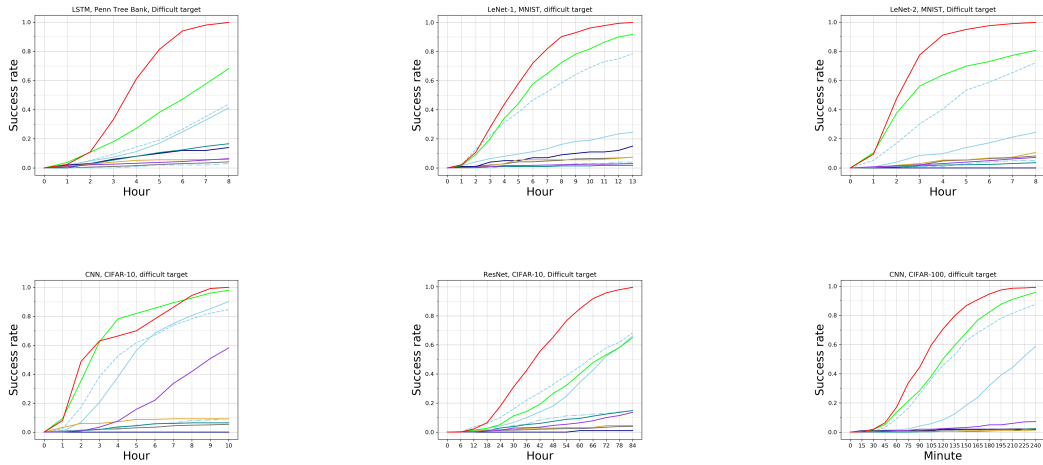 LSTM, Penn Tree Bank, Difficult target
1.0
0.8
0.6
0.4
0.2
0.0
Success rate
0 1 2 3 4 5 6 7 8
Hour
LeNet-1, MNIST, difficult target
1.0
0.8
0.6
0.4
0.2
0.0
Success rate
0 1 2 3 4 5 6 7 8 9 10 11 12 13
Hour
LeNet-2, MNIST, Difficult target
1.0
0.8
0.6
0.4
0.2
0.0
Success rate
0 1 2 3 4 5 6 7 8
Hour
CNN, CIFAR-10, difficult target
1.0
0.8
0.6
0.4
0.2
0.0
Success rate
0 1 2 3 4 5 6 7 8 9 10
Hour
ResNet, CIFAR-10, Difficult target
1.0
0.8
0.6
0.4
0.2
0.0
Success rate
0 6 12 18 24 30 36 42 48 54 60 66 72 78 84
Hour
CNN, CIFAR-100, difficult target
1.0
0.8
0.6
0.4
0.2
0.0
Success rate
0 15 30 45 60 75 90 105 120 135 150 165 180 195 210 225 240
Minute